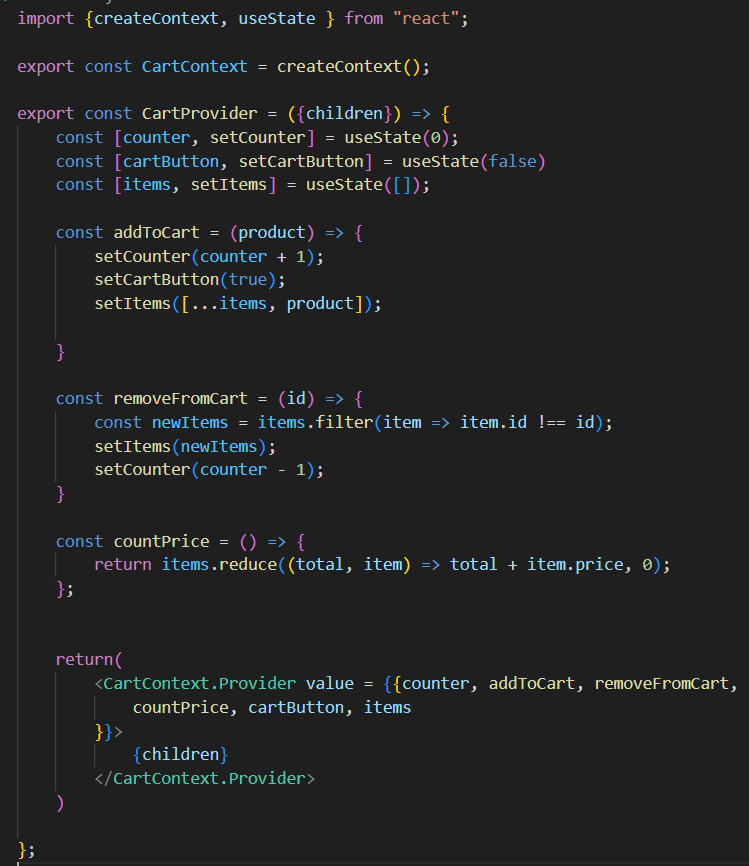 import {createContext, useState } from "react";
export const CartContext = createContext();
export const CartProvider = ({children}) => {
const [counter, setCounter] = useState(0);
const [cartButton, setCartButton] = useState(false)
const [items, setItems] = useState([]);
const addToCart = (product) => {
setCounter(counter + 1);
setCartButton(true);
setItems([...items, product]);
}
const removeFromCart = (id) => {
const newItems = items.filter(item => item.id !== id);
setItems(newItems);
setCounter(counter - 1);
}
const countPrice = () => {
return items.reduce((total, item) => total + item.price, 0);
};
return(
<CartContext.Provider value = {{counter, addToCart, removeFromCart,
countPrice, cartButton, items
}}>
{children}
</CartContext.Provider>
)
};